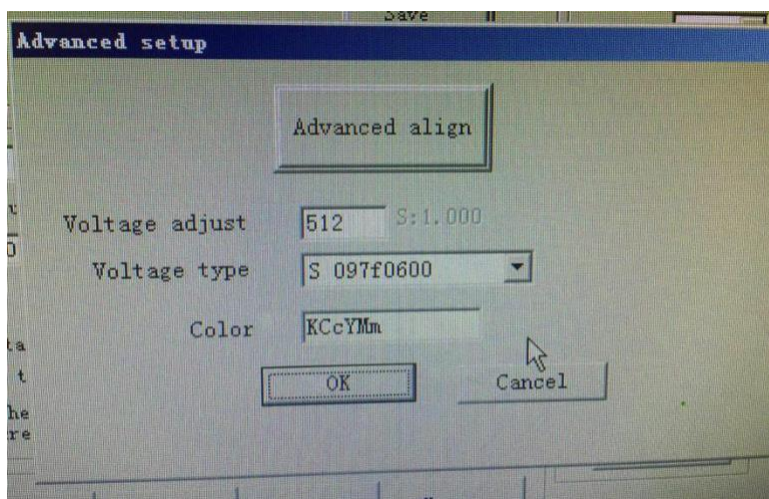 Save
Advanced setup
Advanced align
Voltage adjust 512 S:1.000
Voltage type S 097f0600
Color KCcYMm
OK Cancel